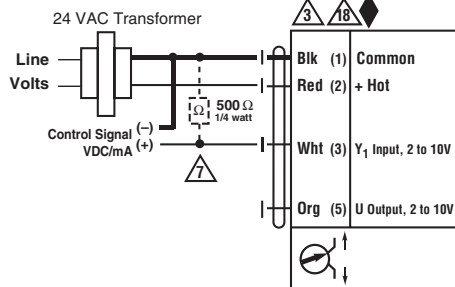 24 VAC Transformer
3 18
Line
Volts
Blk (1) Common
Red (2) + Hot
Ω 500 Ω
1/4 watt
Control Signal (–)
VDC/mA (+)
7
Wht (3) Y1 Input, 2 to 10V
Org (5) U Output, 2 to 10V